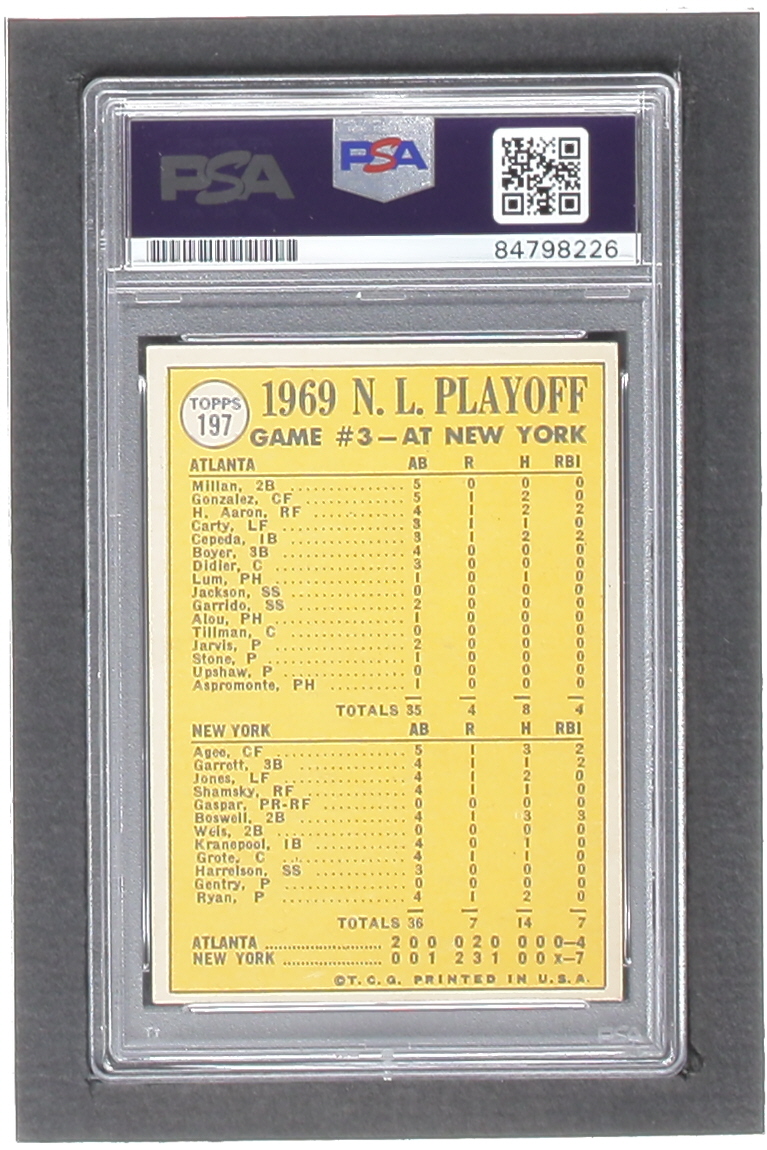 PSA
PSA
84798226
TOPPS
197
1969 N. L. PLAYOFF
GAME #3—AT NEW YORK
ATLANTA AB R H RBI
Millan, 2B .............. 5 0 0 0
Gonzalez, CF .............. 5 1 2 0
H. Aaron, RF .............. 4 1 2 2
Carty, LF .............. 3 1 1 0
Cepeda, 1B .............. 3 1 2 2
Boyer, 3B .............. 4 0 0 0
Didier, C .............. 3 0 0 0
Lum, PH .............. 1 0 1 0
Jackson, SS .............. 0 0 0 0
Garrido, SS .............. 2 0 0 0
Alou, PH .............. 1 0 0 0
Tillman, C .............. 0 0 0 0
Jarvis, P .............. 2 0 0 0
Stone, P .............. 1 0 0 0
Upshaw, P .............. 0 0 0 0
Aspromonte, PH .............. 1 0 0 0
TOTALS 35 4 8 4
NEW YORK AB R H RBI
Agee, CF .............. 5 1 3 2
Garrett, 3B .............. 4 1 1 2
Jones, LF .............. 4 1 2 0
Shamsky, RF .............. 4 1 1 0
Gaspar, PR-RF .............. 0 0 0 0
Boswell, 2B .............. 4 1 3 3
Weis, 2B .............. 0 0 0 0
Kranepool, 1B .............. 4 0 1 0
Grote, C .............. 4 1 1 0
Harrelson, SS .............. 3 0 0 0
Gentry, P .............. 0 0 0 0
Ryan, P .............. 4 1 2 0
TOTALS 36 7 14 7
ATLANTA .............. 2 0 0 0 2 0 0 0 0—4
NEW YORK .............. 0 0 1 2 3 1 0 0 x—7
©T. C. G. PRINTED IN U. S. A.
PSA